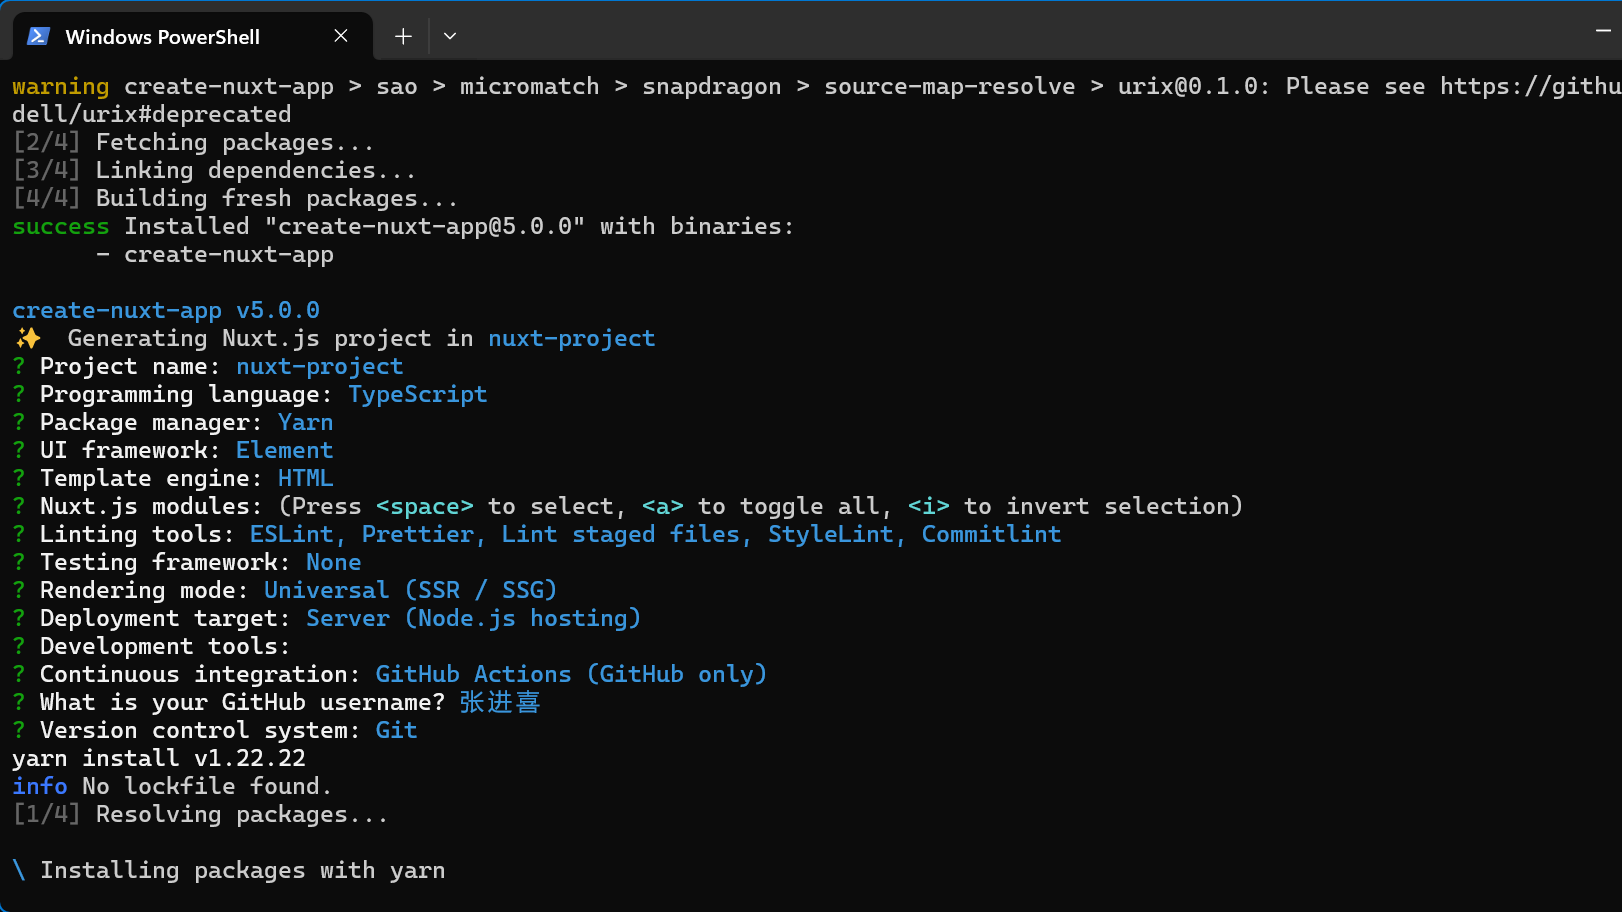 Windows PowerShell
warning create-nuxt-app > sao > micromatch > snapdragon > source-map-resolve > urix@0.1.0: Please see https://githu
dell/urix#deprecated
[2/4] Fetching packages...
[3/4] Linking dependencies...
[4/4] Building fresh packages...
success Installed "create-nuxt-app@5.0.0" with binaries:
      - create-nuxt-app
create-nuxt-app v5.0.0
✨  Generating Nuxt.js project in nuxt-project
? Project name: nuxt-project
? Programming language: TypeScript
? Package manager: Yarn
? UI framework: Element
? Template engine: HTML
? Nuxt.js modules: (Press <space> to select, <a> to toggle all, <i> to invert selection)
? Linting tools: ESLint, Prettier, Lint staged files, StyleLint, Commitlint
? Testing framework: None
? Rendering mode: Universal (SSR / SSG)
? Deployment target: Server (Node.js hosting)
? Development tools:
? Continuous integration: GitHub Actions (GitHub only)
? What is your GitHub username? 张进喜
? Version control system: Git
yarn install v1.22.22
info No lockfile found.
[1/4] Resolving packages...
\ Installing packages with yarn